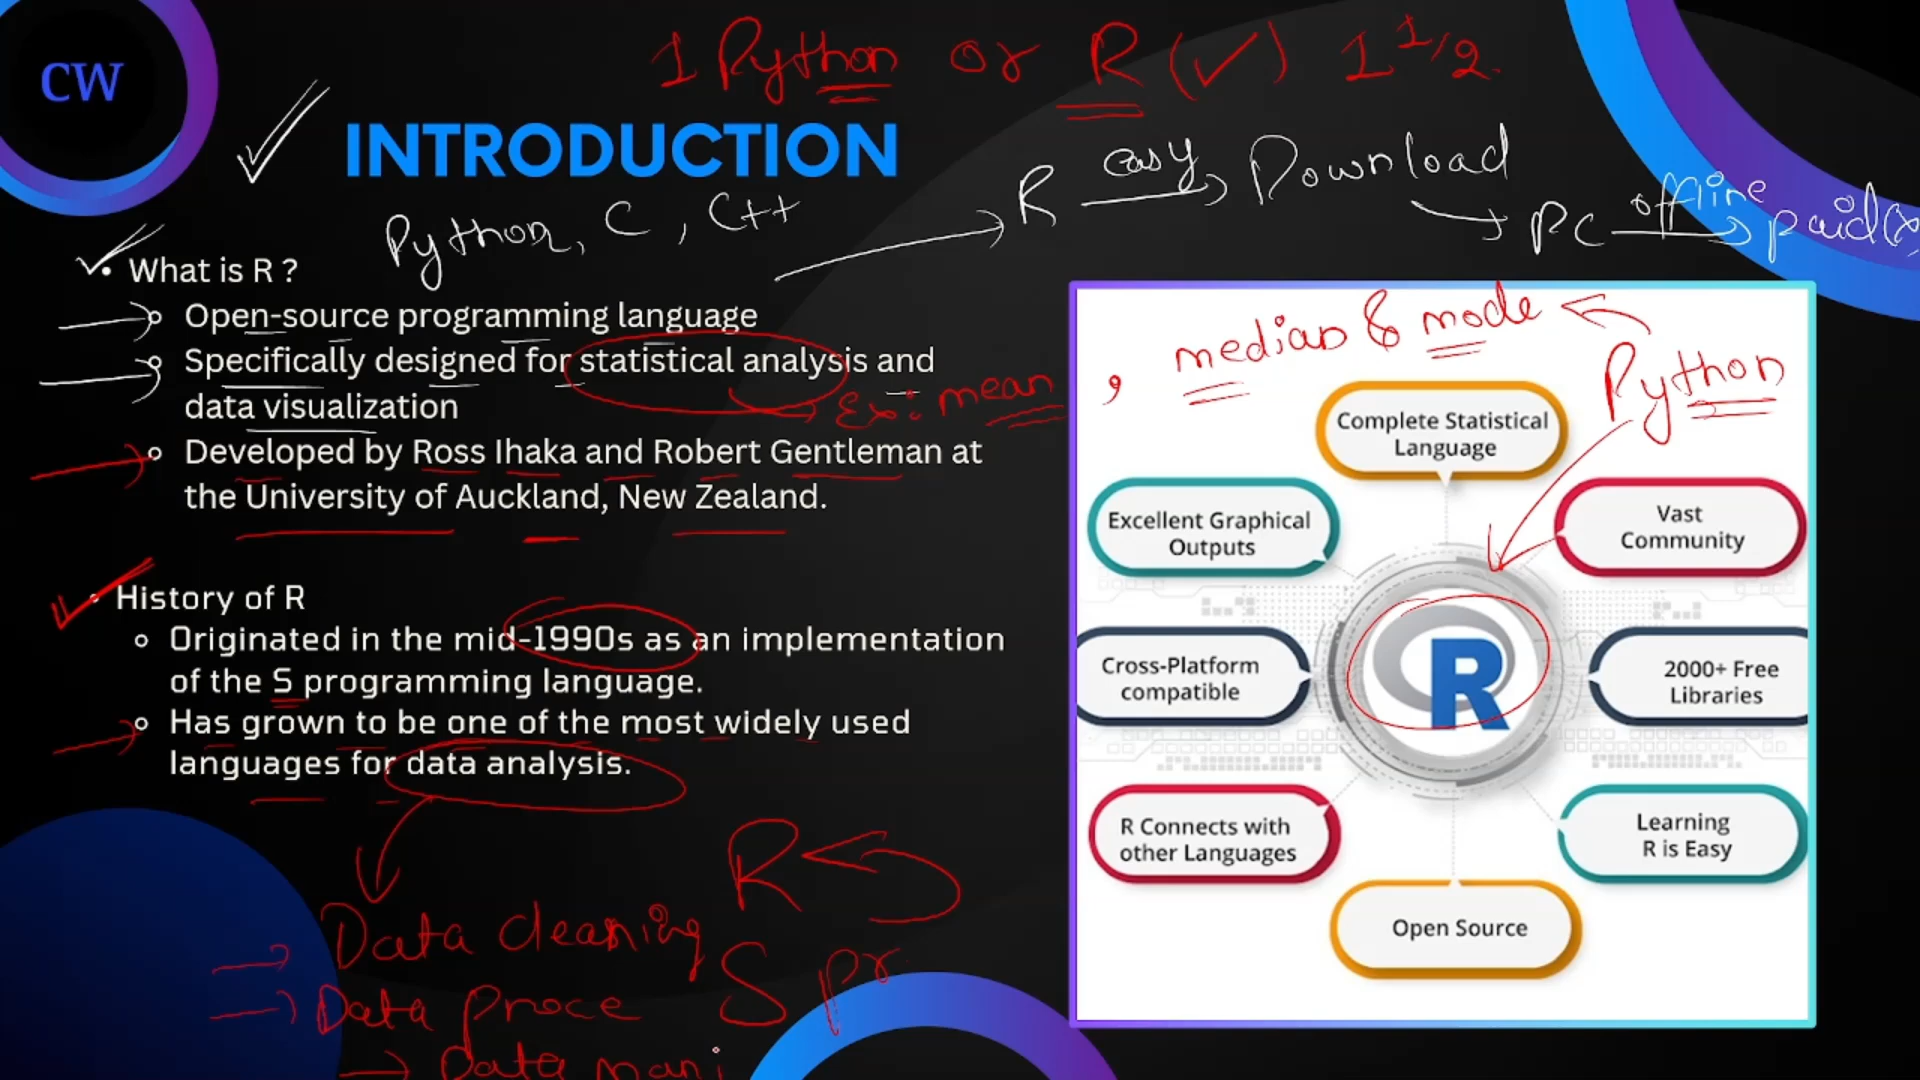 CW
1 Python or R (✓) 1 1/2
INTRODUCTION
R easy Download
PC offline paid(x
Python, C, C++
What is R ?
Open-source programming language
Specifically designed for statistical analysis and
data visualization
Ex: mean , median & mode
Python
Developed by Ross Ihaka and Robert Gentleman at
the University of Auckland, New Zealand.
History of R
Originated in the mid-1990s as an implementation
of the S programming language.
Has grown to be one of the most widely used
languages for data analysis.
R
Data cleaning
S pr
Data proce
Data mani
Complete Statistical
Language
Excellent Graphical
Outputs
Vast
Community
Cross-Platform
compatible
R
2000+ Free
Libraries
R Connects with
other Languages
Learning
R is Easy
Open Source